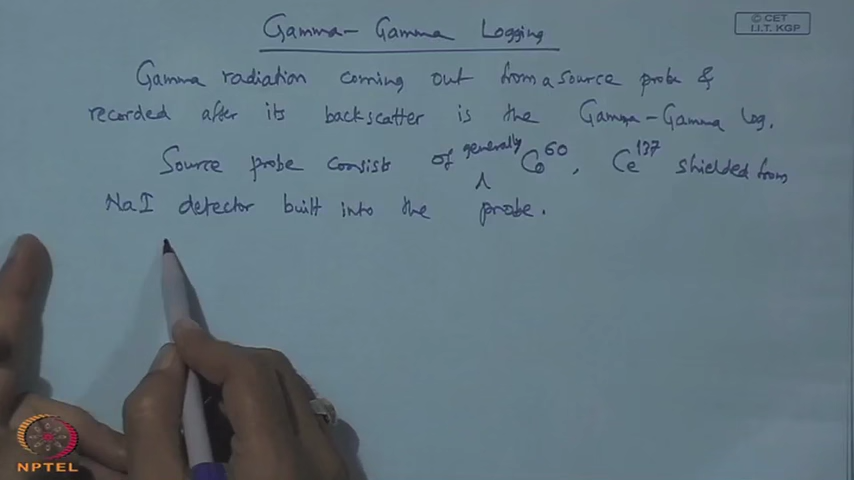 Gamma-Gamma Logging
© CET
I.I.T. KGP
Gamma radiation coming out from a source probe &
recorded after its backscatter is the Gamma-Gamma log.
Source probe consists of generally Co60, Ce137 shielded from
NaI detector built into the probe.
NPTEL